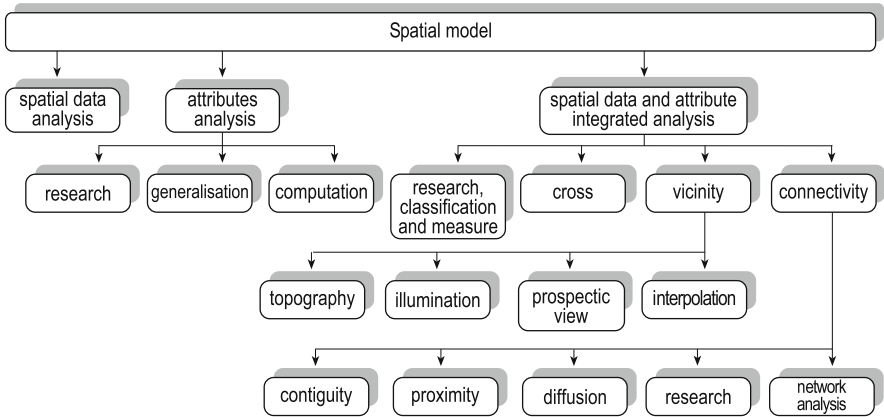 Spatial model
spatial data
analysis
attributes
analysis
spatial data and attribute
integrated analysis
research
generalisation
computation
research,
classification
and measure
cross
vicinity
connectivity
topography
illumination
prospectic
view
interpolation
contiguity
proximity
diffusion
research
network
analysis